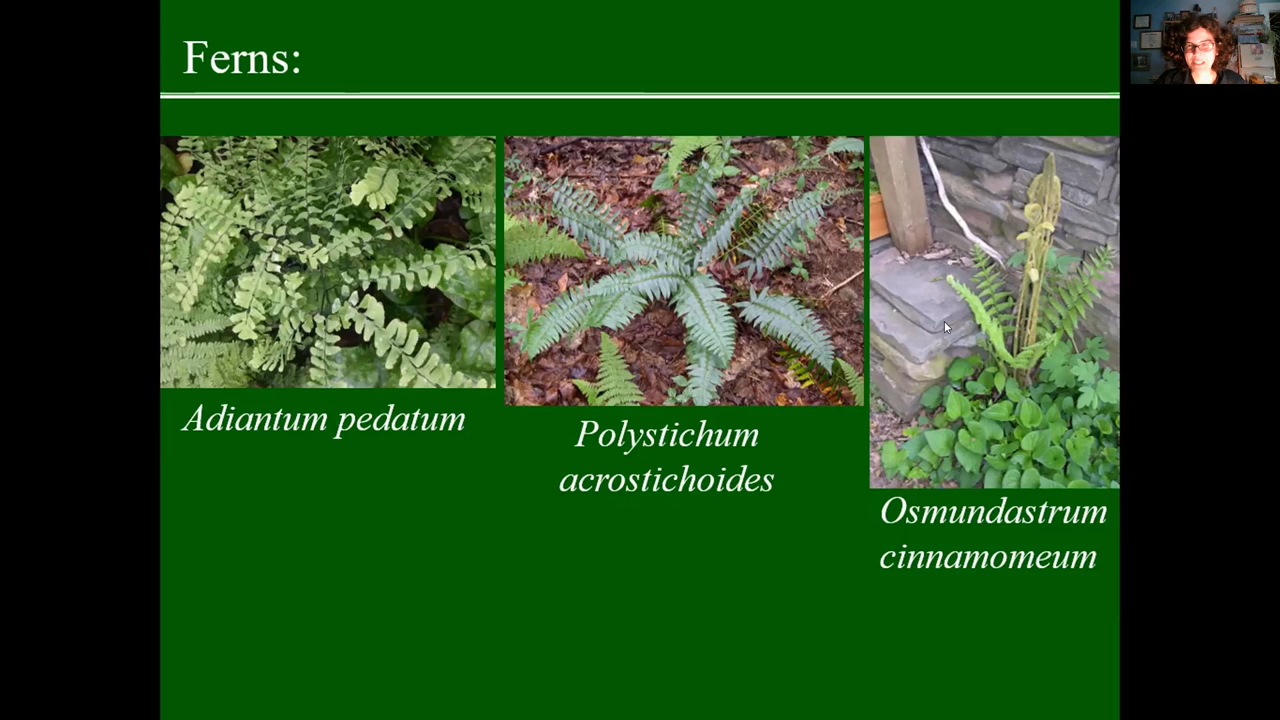 Ferns:
Adiantum pedatum
Polystichum
acrostichoides
Osmundastrum
cinnamomeum